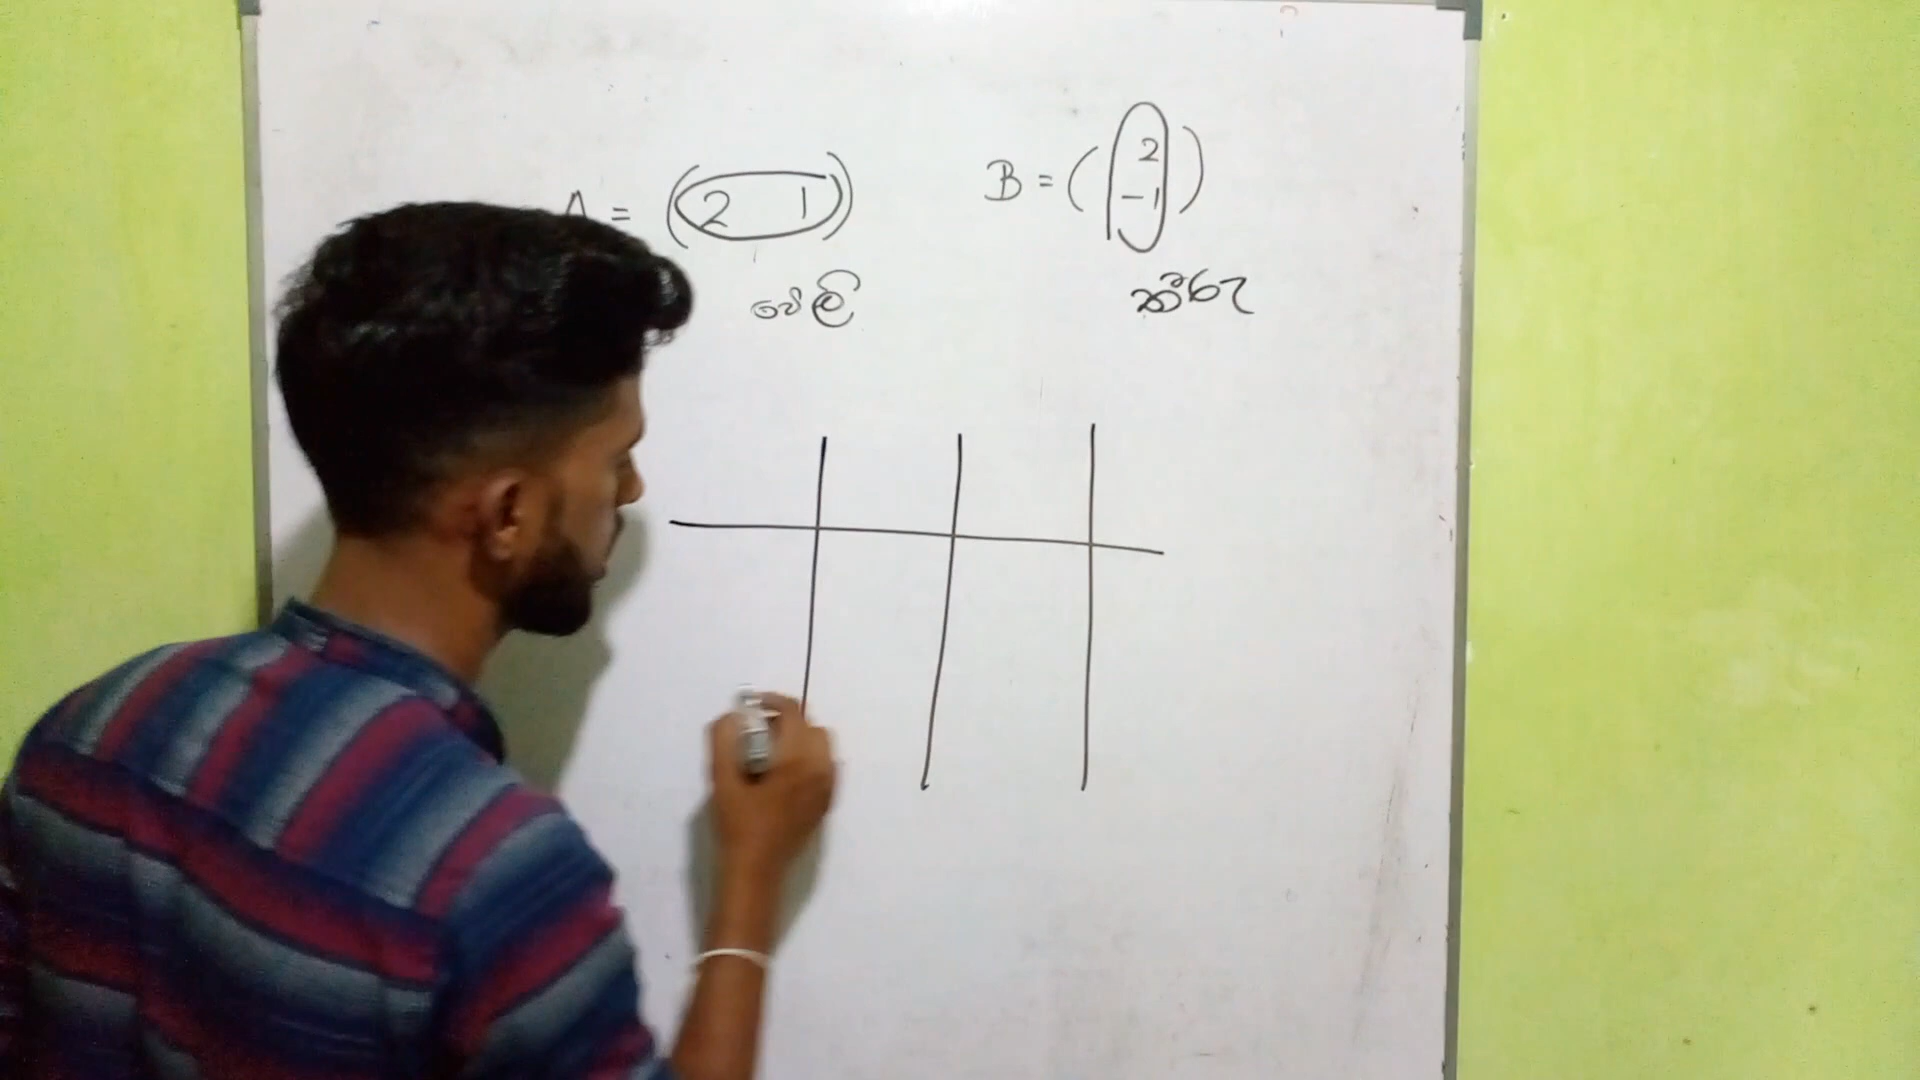 A = (2 1)
B = (2
-1)
පේලි
තීරු